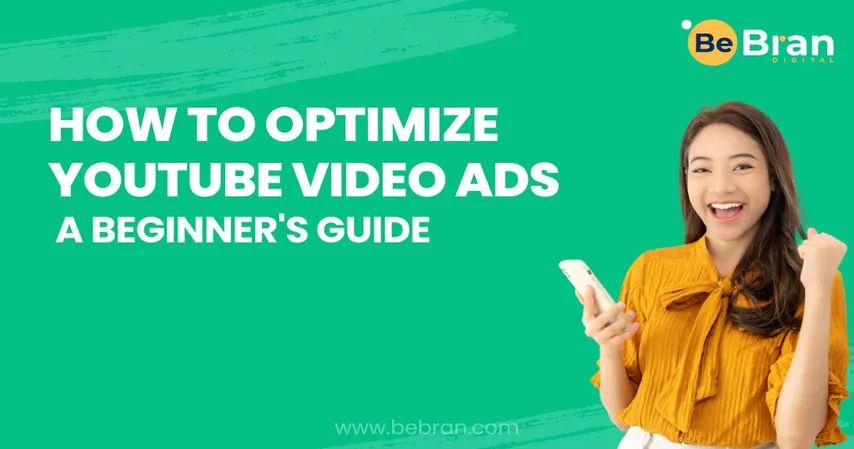 Be Bran
DIGITAL
HOW TO OPTIMIZE
YOUTUBE VIDEO ADS
A BEGINNER'S GUIDE
www.bebran.com